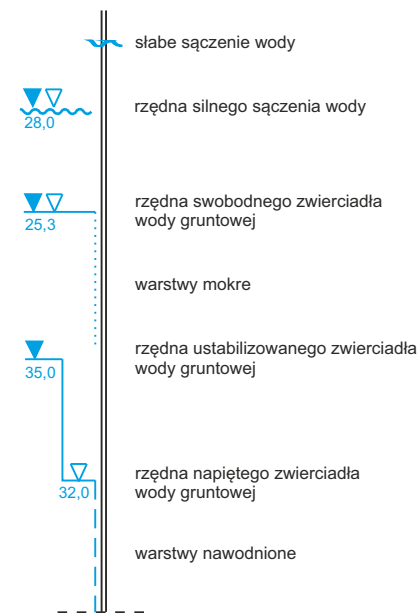 słabe sączenie wody
rzędna silnego sączenia wody
28,0
rzędna swobodnego zwierciadła
wody gruntowej
25,3
warstwy mokre
rzędna ustabilizowanego zwierciadła
wody gruntowej
35,0
rzędna napiętego zwierciadła
wody gruntowej
32,0
warstwy nawodnione